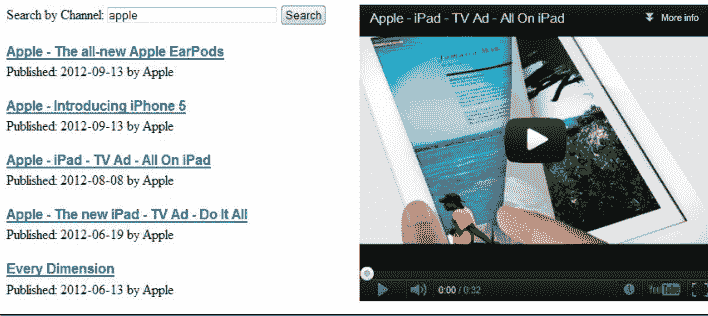 Search by Channel: apple Search
Apple - The all-new Apple EarPods
Published: 2012-09-13 by Apple
Apple - Introducing iPhone 5
Published: 2012-09-13 by Apple
Apple - iPad - TV Ad - All On iPad
Published: 2012-08-08 by Apple
Apple - The new iPad - TV Ad - Do It All
Published: 2012-06-19 by Apple
Every Dimension
Published: 2012-06-13 by Apple
Apple - iPad - TV Ad - All On iPad More info
0:00 / 0:32 YouTube